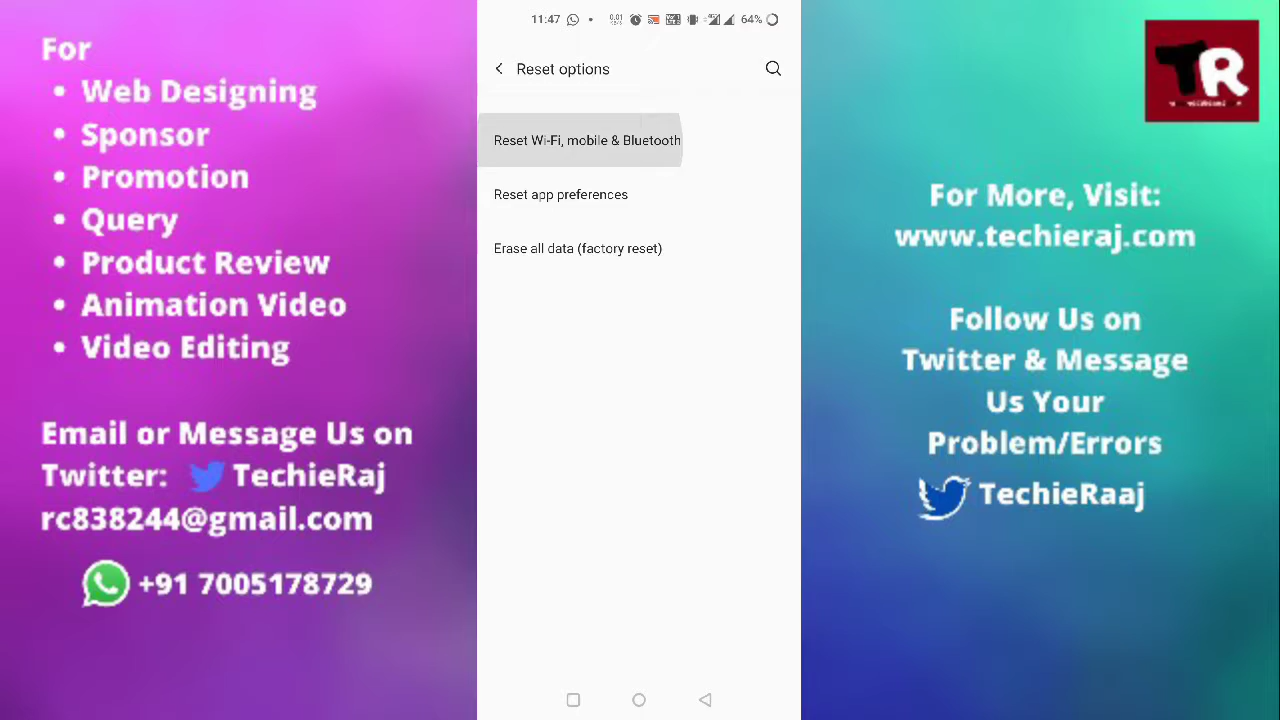 For
• Web Designing
• Sponsor
• Promotion
• Query
• Product Review
• Animation Video
• Video Editing
Email or Message Us on
Twitter: TechieRaj
rc838244@gmail.com
+91 7005178729
11:47
64%
Reset options
Reset Wi-Fi, mobile & Bluetooth
Reset app preferences
Erase all data (factory reset)
TR
For More, Visit:
www.techieraj.com
Follow Us on
Twitter & Message
Us Your
Problem/Errors
TechieRaaj